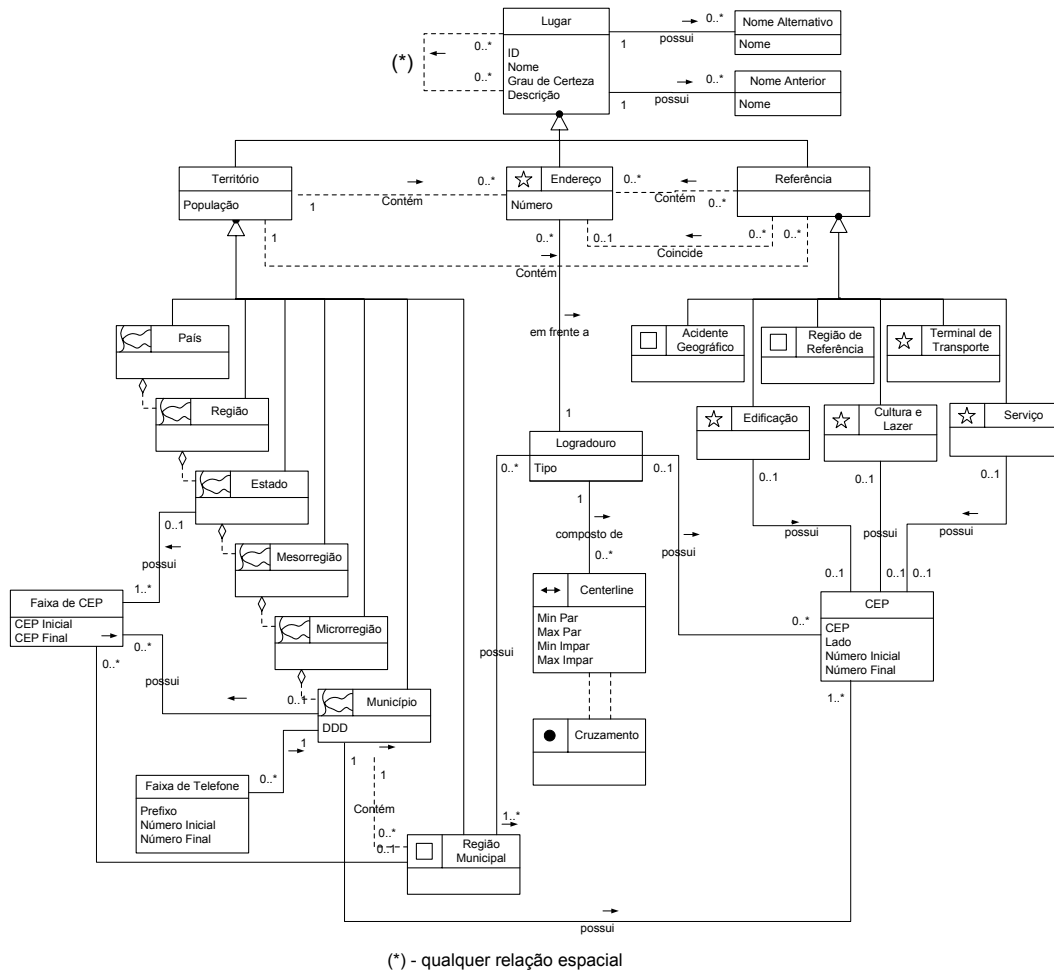 Lugar
ID
Nome
Grau de Certeza
Descrição
0..*
0..*
(*)
1
possui
0..*
Nome Alternativo
Nome
1
possui
0..*
Nome Anterior
Nome
Território
População
1
Contém
0..*
Endereço
Número
0..*
Contém
0..*
Referência
1
Contém
0..*
0..1
Coincide
0..*
0..*
em frente a
1
País
Região
Estado
Mesorregião
Microrregião
Município
DDD
Acidente
Geográfico
Região de
Referência
Terminal de
Transporte
Edificação
Cultura e
Lazer
Serviço
0..1
0..1
0..1
possui
possui
possui
0..1
0..1
0..1
Logradouro
Tipo
0..*
0..1
1
composto de
0..*
possui
possui
Centerline
Min Par
Max Par
Min Impar
Max Impar
Cruzamento
0..*
CEP
CEP
Lado
Número Inicial
Número Final
1..*
0..1
possui
1..*
Faixa de CEP
CEP Inicial
CEP Final
0..*
0..*
possui
0..1
1
0..*
Faixa de Telefone
Prefixo
Número Inicial
Número Final
1
1
Contém
0..*
0..1
1..*
Região
Municipal
possui
(*) - qualquer relação espacial